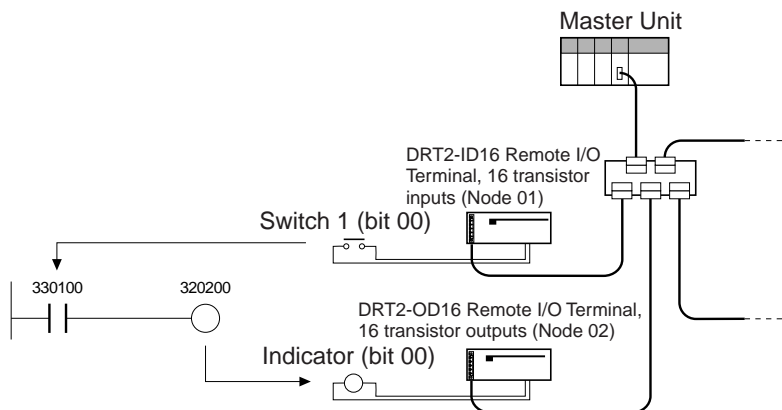 Master Unit
DRT2-ID16 Remote I/O
Terminal, 16 transistor
inputs (Node 01)
Switch 1 (bit 00)
330100
320200
DRT2-OD16 Remote I/O Terminal,
16 transistor outputs (Node 02)
Indicator (bit 00)